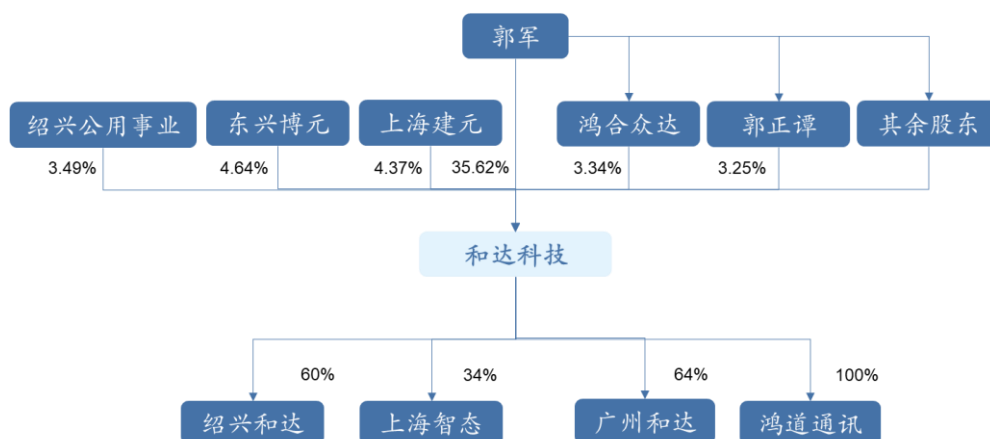 郭军
绍兴公用事业
东兴博元
上海建元
鸿合众达
郭正谭
其余股东
3.49%
4.64%
4.37%
35.62%
3.34%
3.25%
和达科技
60%
34%
64%
100%
绍兴和达
上海智态
广州和达
鸿道通讯